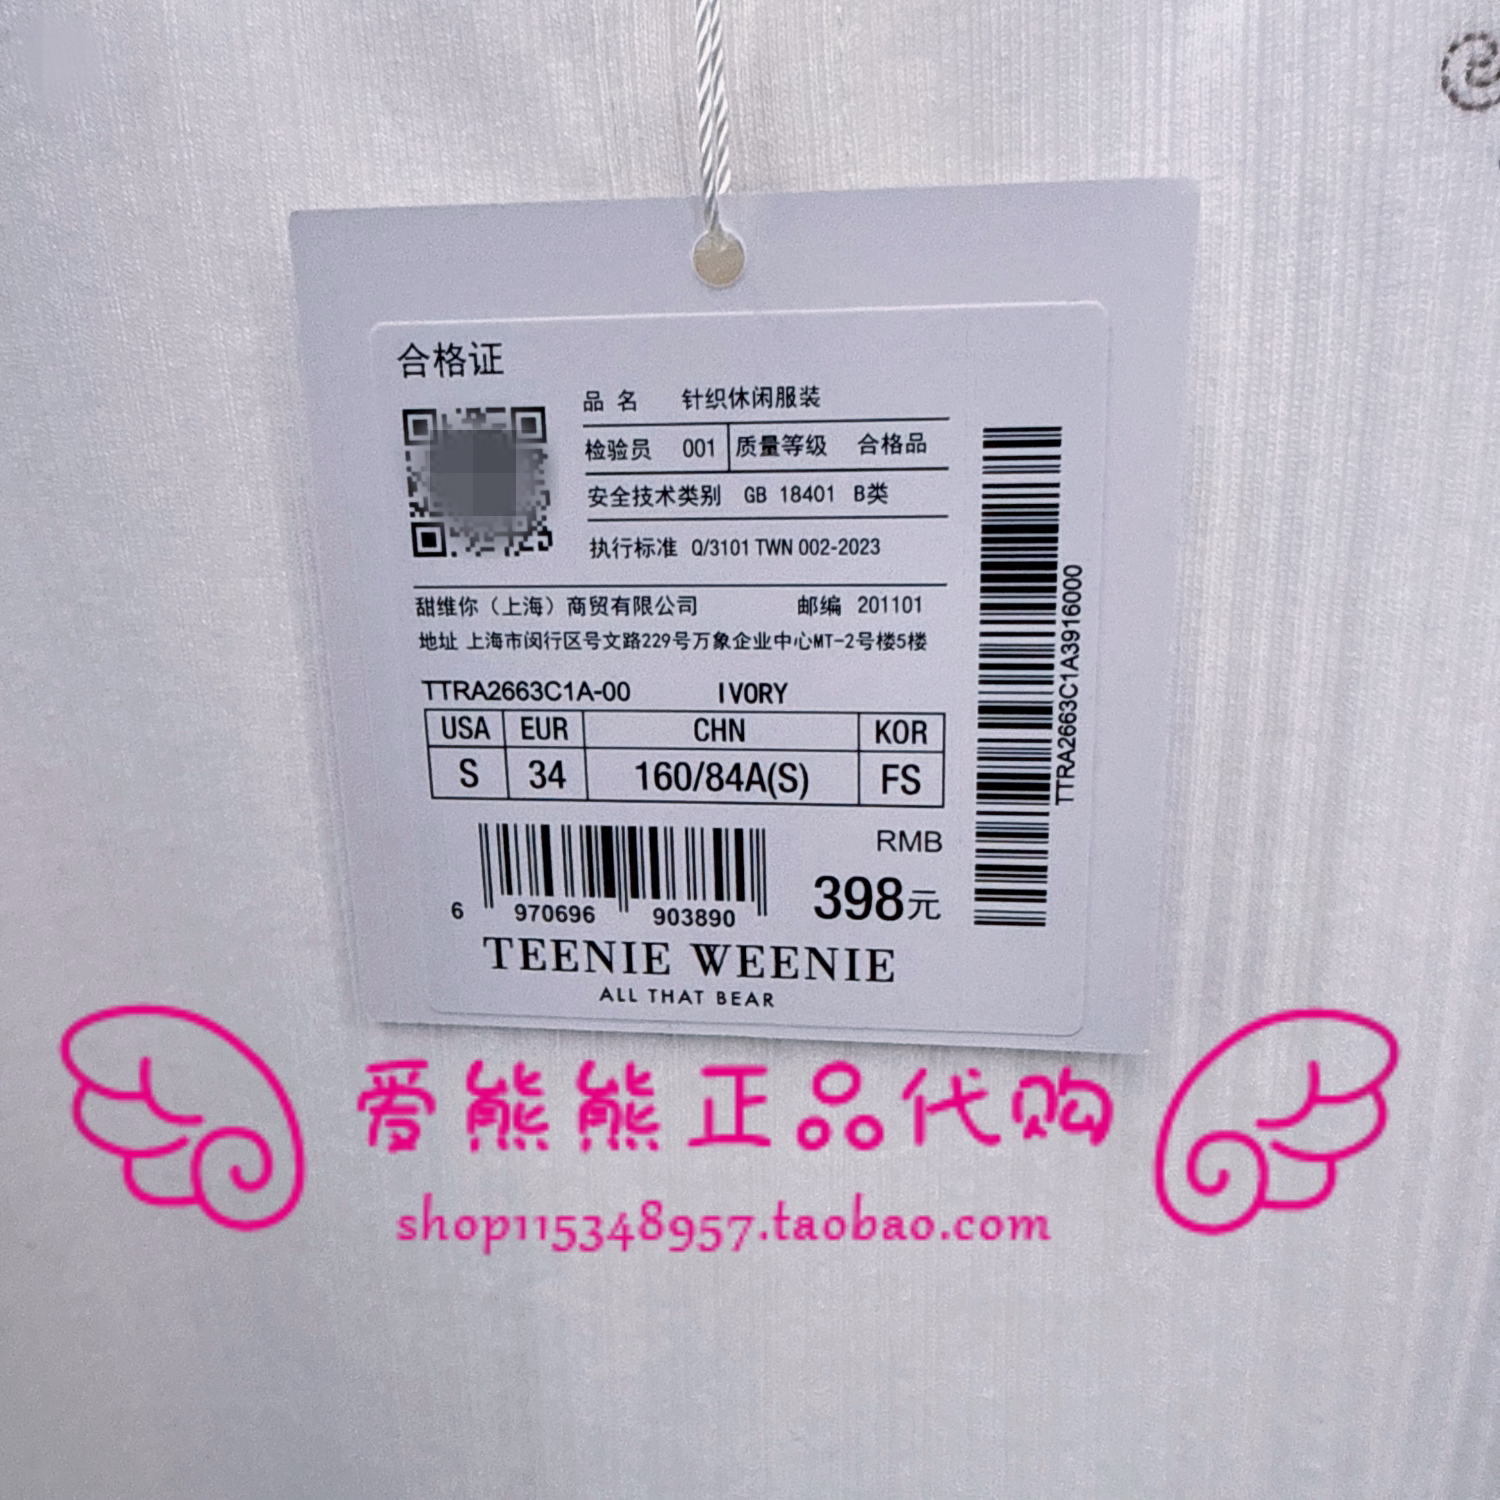 合格证
品 名 针织休闲服装
检验员 001 质量等级 合格品
安全技术类别 GB 18401 B类
执行标准 Q/3101 TWN 002-2023
甜维你（上海）商贸有限公司 邮编 201101
地址 上海市闵行区号文路229号万象企业中心MT-2号楼5楼
TTRA2663C1A-00 IVORY
USA EUR CHN KOR
S 34 160/84A(S) FS
RMB
398元
6 970696 903890
TEENIE WEENIE
ALL THAT BEAR
TTRA2663C1A3916000
爱熊熊正品代购
shop115348957.taobao.com